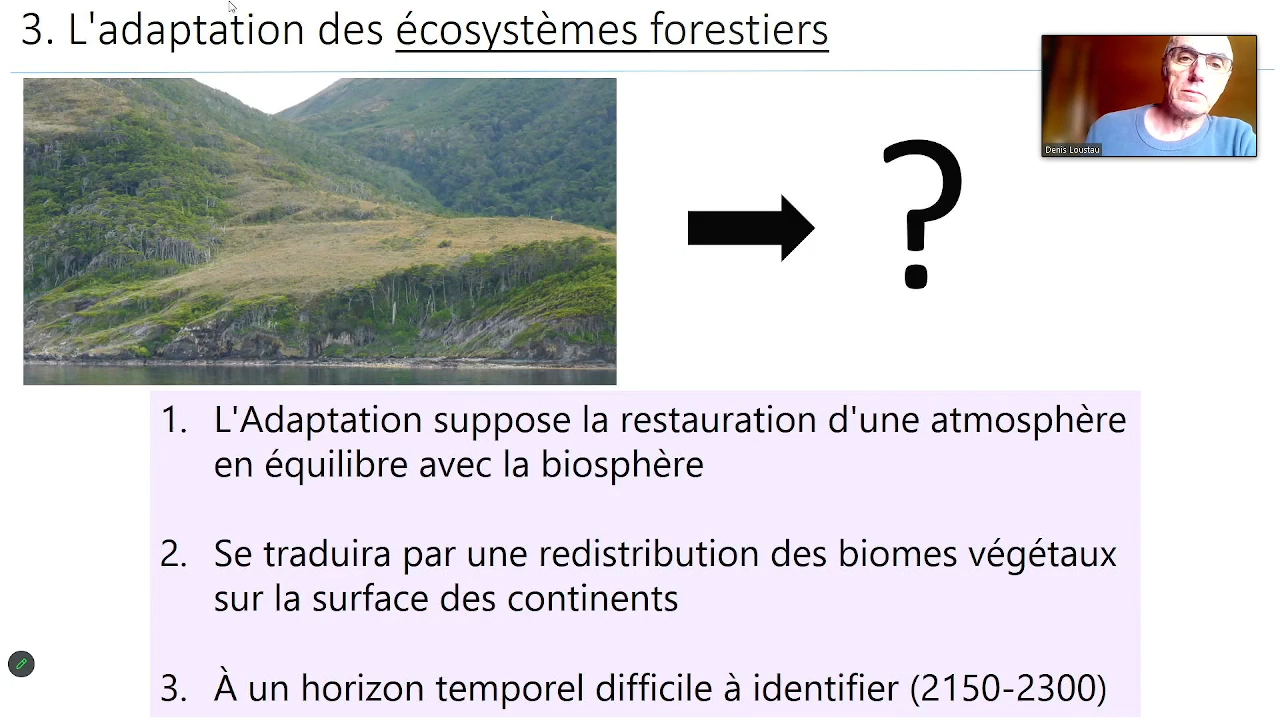 3. L'adaptation des écosystèmes forestiers
Denis Loustau
?
1. L'Adaptation suppose la restauration d'une atmosphère
en équilibre avec la biosphère
2. Se traduira par une redistribution des biomes végétaux
sur la surface des continents
3. À un horizon temporel difficile à identifier (2150-2300)